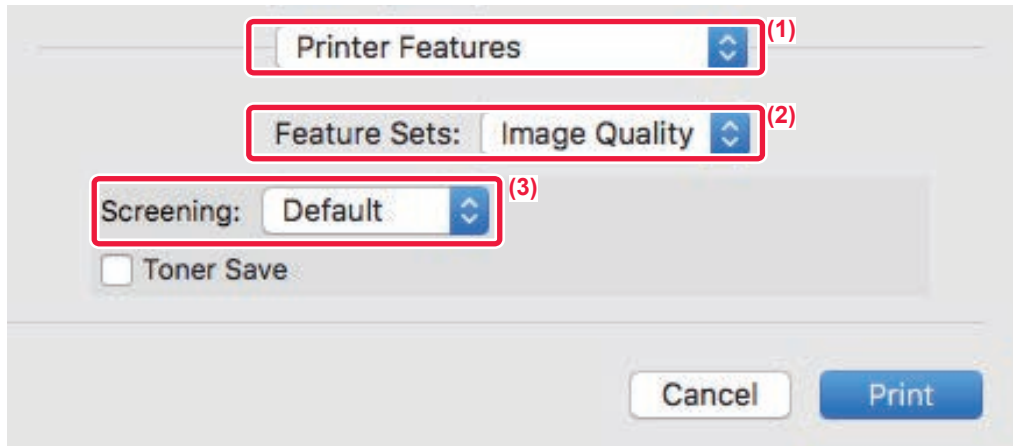 Printer Features (1)
Feature Sets: Image Quality (2)
Screening: Default (3)
Toner Save
Cancel Print